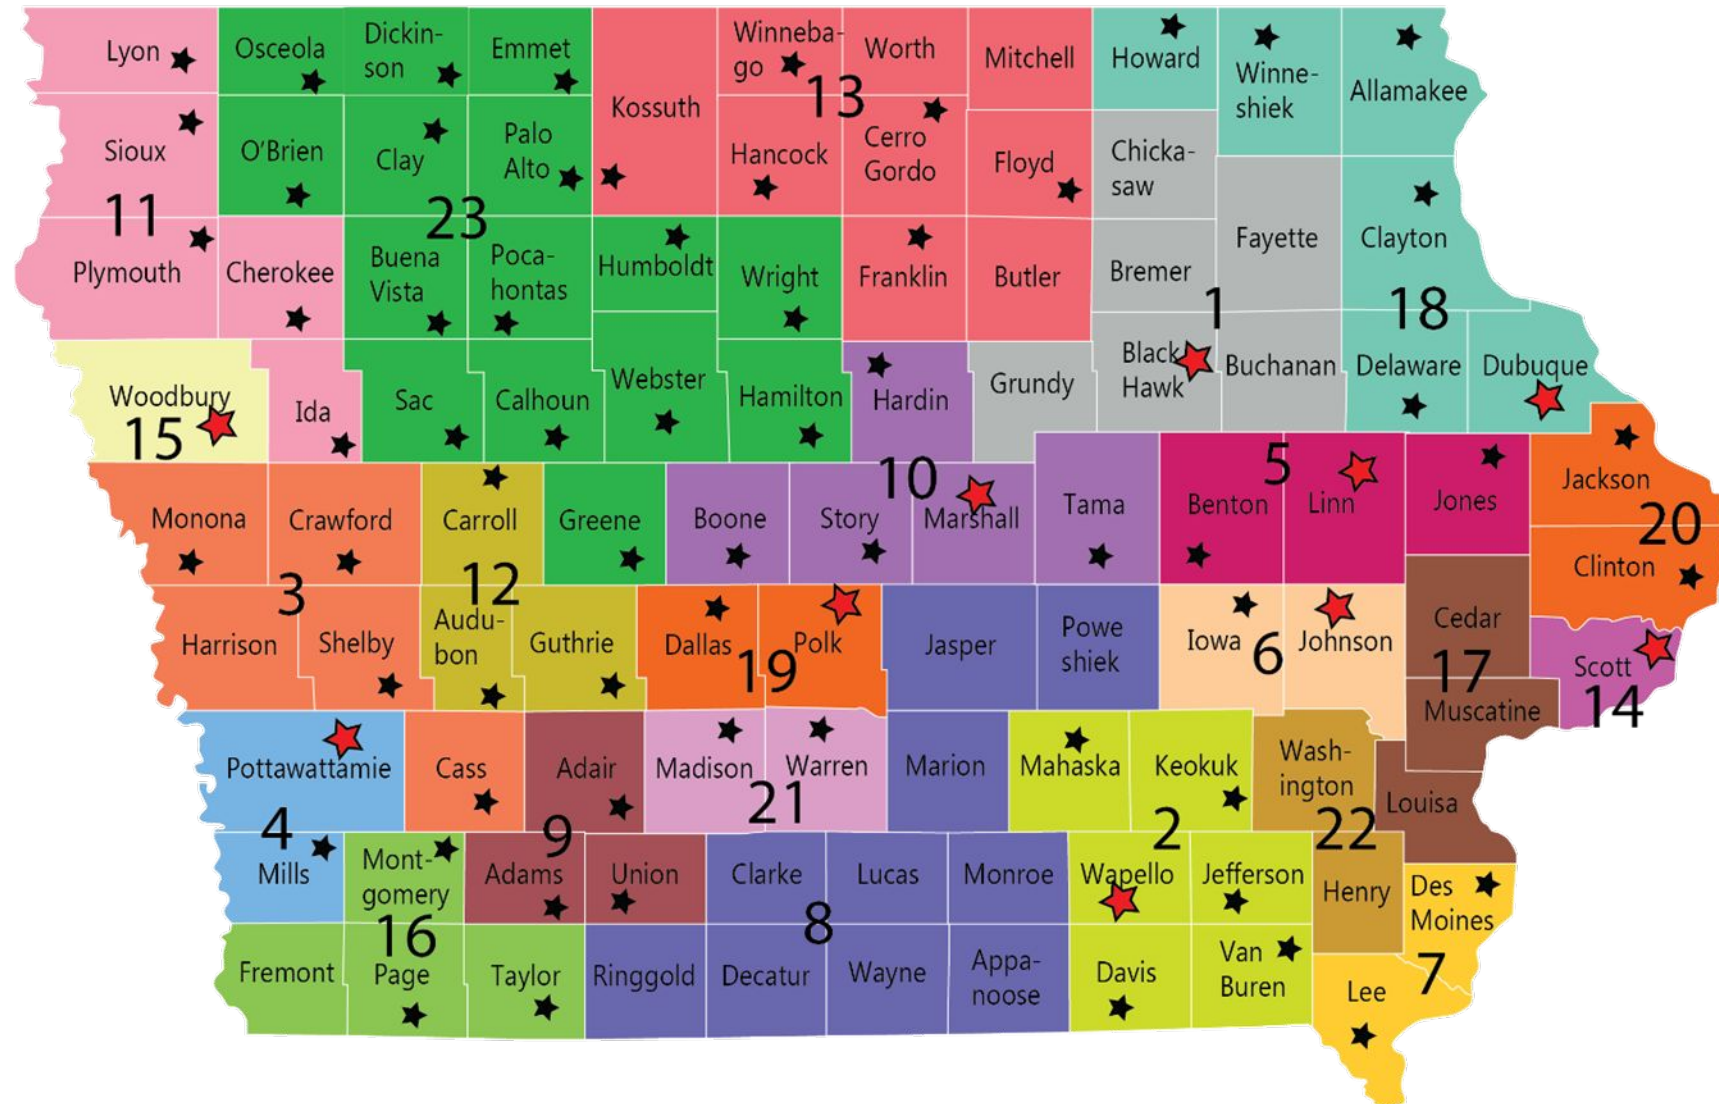 Lyon
Osceola
Dickin-
son
Emmet
Kossuth
Winneba-
go
Worth
Mitchell
Howard
Winne-
shiek
Allamakee
13
Sioux
O'Brien
Clay
Palo
Alto
Hancock
Cerro
Gordo
Floyd
Chicka-
saw
11
23
Plymouth
Cherokee
Buena
Vista
Poca-
hontas
Humboldt
Wright
Franklin
Butler
Bremer
Fayette
Clayton
1
18
Woodbury
15
Ida
Sac
Calhoun
Webster
Hamilton
Hardin
Grundy
Black
Hawk
Buchanan
Delaware
Dubuque
10
5
Jackson
20
Monona
Crawford
Carroll
Greene
Boone
Story
Marshall
Tama
Benton
Linn
Jones
Clinton
3
12
Harrison
Shelby
Audu-
bon
Guthrie
Dallas
19
Polk
Jasper
Powe
shiek
Iowa
6
Johnson
Cedar
17
Scott
14
Muscatine
Pottawattamie
Cass
Adair
Madison
Warren
21
Marion
Mahaska
Keokuk
Wash-
ington
Louisa
4
9
2
22
Mills
Mont-
gomery
Adams
Union
Clarke
Lucas
Monroe
Wapello
Jefferson
Henry
Des
Moines
16
8
7
Fremont
Page
Taylor
Ringgold
Decatur
Wayne
Appa-
noose
Davis
Van
Buren
Lee